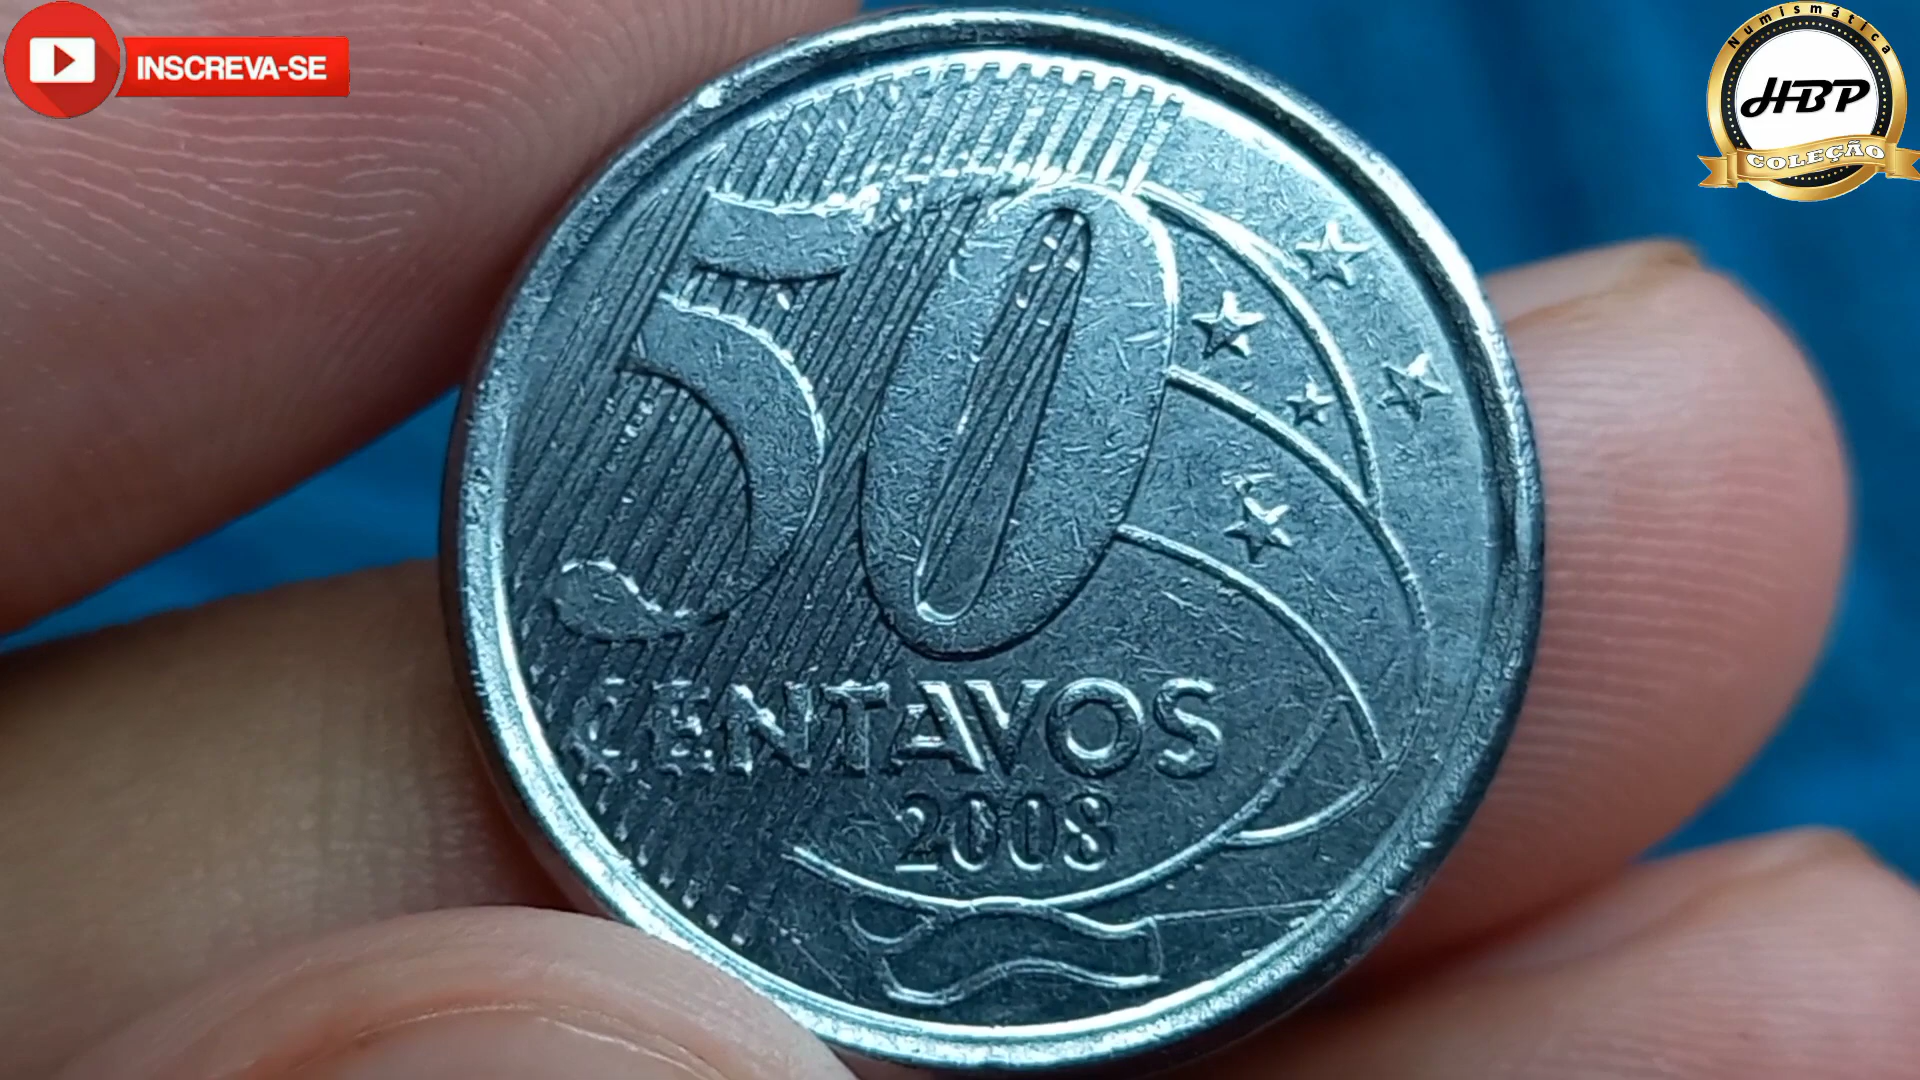 INSCREVA-SE
Numismática
HBP
COLEÇÃO
50
CENTAVOS
2008